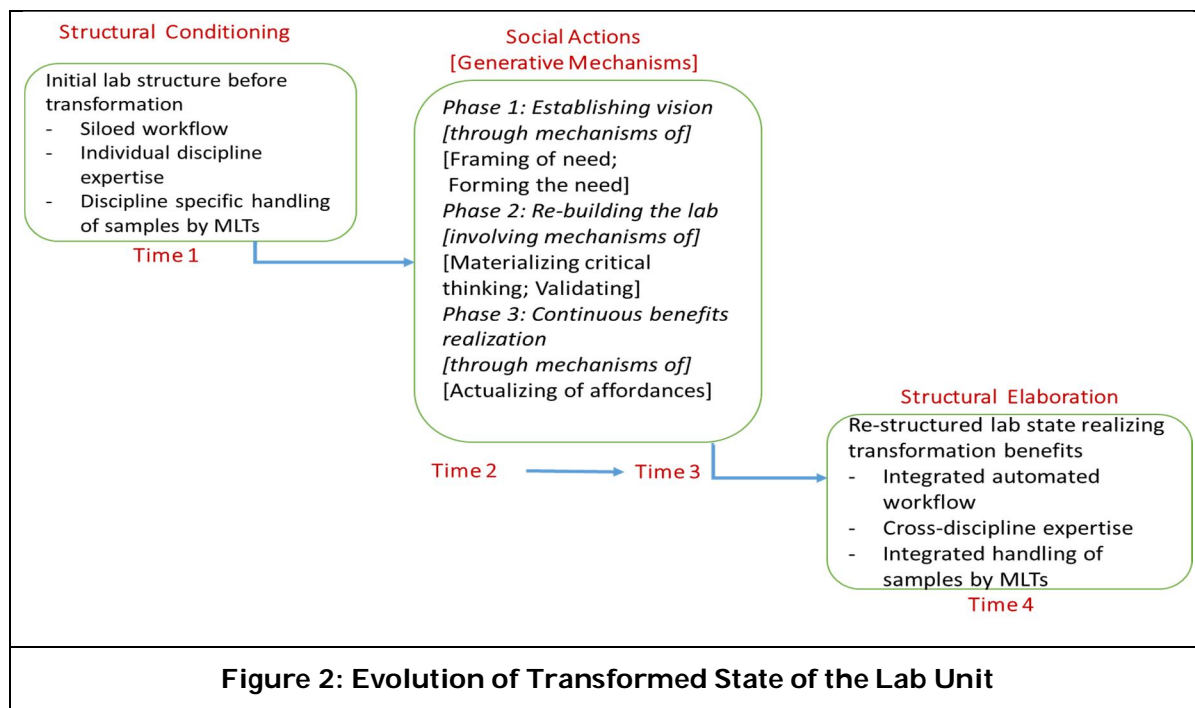 Structural Conditioning
Initial lab structure before
transformation
- Siloed workflow
- Individual discipline
expertise
- Discipline specific handling
of samples by MLTs
Time 1
Social Actions
[Generative Mechanisms]
Phase 1: Establishing vision
[through mechanisms of]
[Framing of need;
Forming the need]
Phase 2: Re-building the lab
[involving mechanisms of]
[Materializing critical
thinking; Validating]
Phase 3: Continuous benefits
realization
[through mechanisms of]
[Actualizing of affordances]
Time 2
Time 3
Structural Elaboration
Re-structured lab state realizing
transformation benefits
- Integrated automated
workflow
- Cross-discipline expertise
- Integrated handling of
samples by MLTs
Time 4
Figure 2: Evolution of Transformed State of the Lab Unit